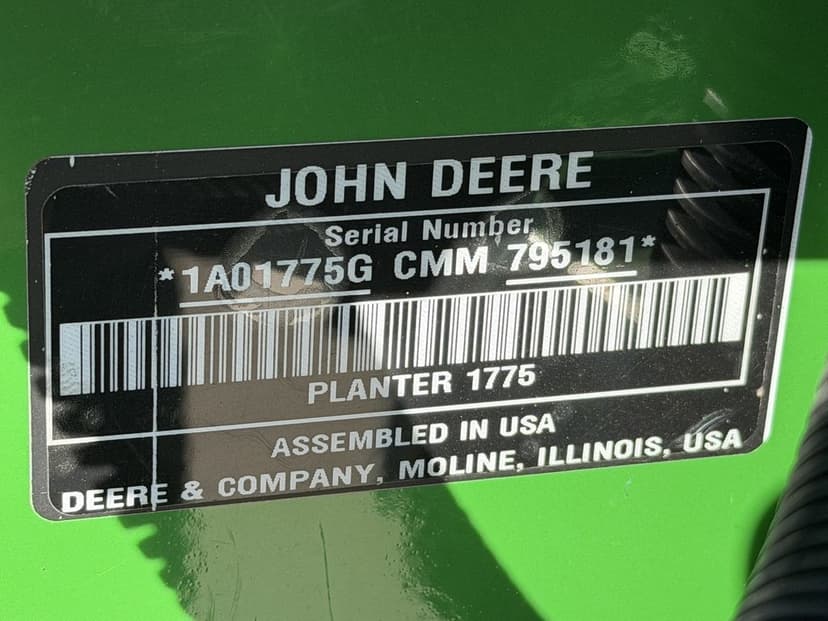 JOHN DEERE
Serial Number
*1A01775G CMM 795181*
PLANTER 1775
ASSEMBLED IN USA
DEERE & COMPANY, MOLINE, ILLINOIS, USA